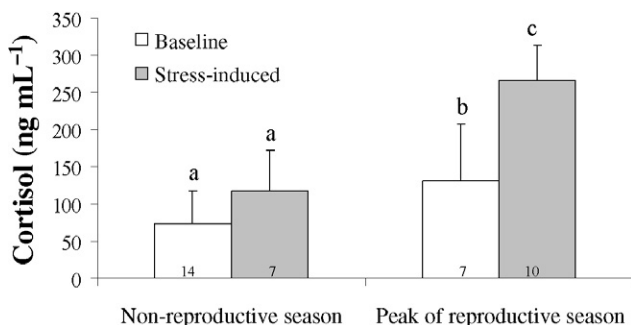 350
300
250
200
150
100
50
0
Cortisol (ng mL⁻¹)
Baseline
Stress-induced
a
a
b
c
14
7
7
10
Non-reproductive season
Peak of reproductive season